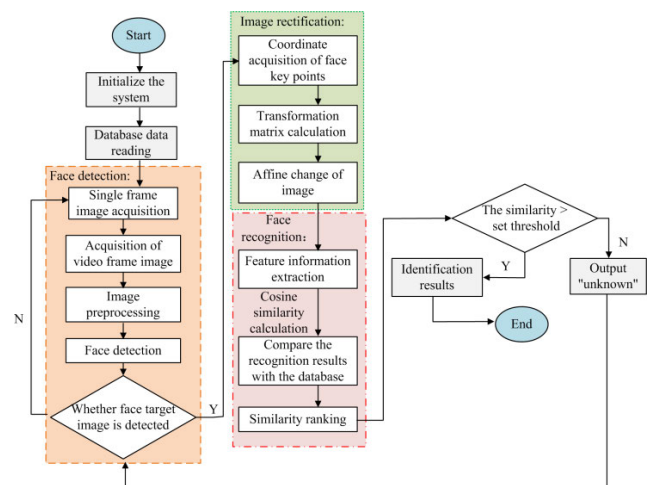 Start
Initialize the
system
Database data
reading
Face detection:
Single frame
image acquisition
Acquisition of
video frame image
Image
preprocessing
Face detection
Whether face target
image is detected
N
Y
Image rectification:
Coordinate
acquisition of face
key points
Transformation
matrix calculation
Affine change of
image
Face
recognition:
Feature information
extraction
Cosine
similarity
calculation
Compare the
recognition results
with the database
Similarity ranking
The similarity >
set threshold
Y
N
Identification
results
Output
"unknown"
End